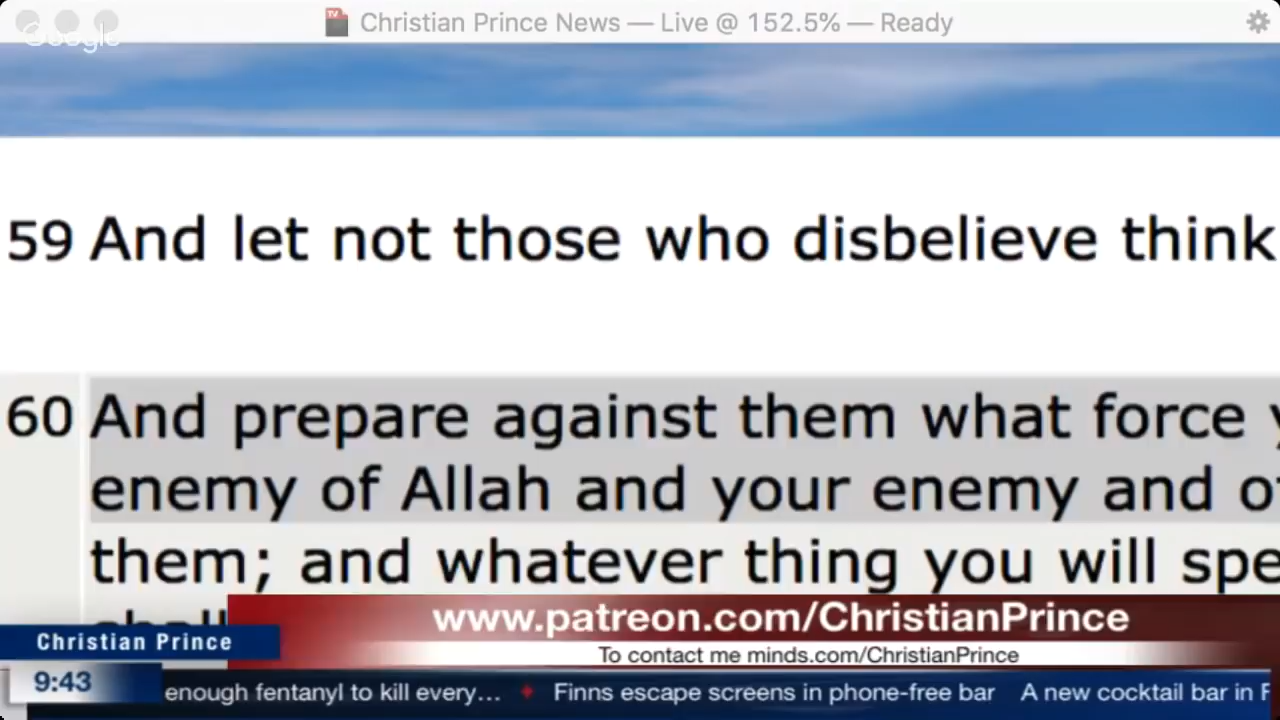 Christian Prince News — Live @ 152.5% — Ready
Google
59 And let not those who disbelieve think
60 And prepare against them what force
enemy of Allah and your enemy and
them; and whatever thing you will
www.patreon.com/ChristianPrince
Christian Prince
To contact me minds.com/ChristianPrince
9:43
enough fentanyl to kill every... Finns escape screens in phone-free bar A new cocktail bar in